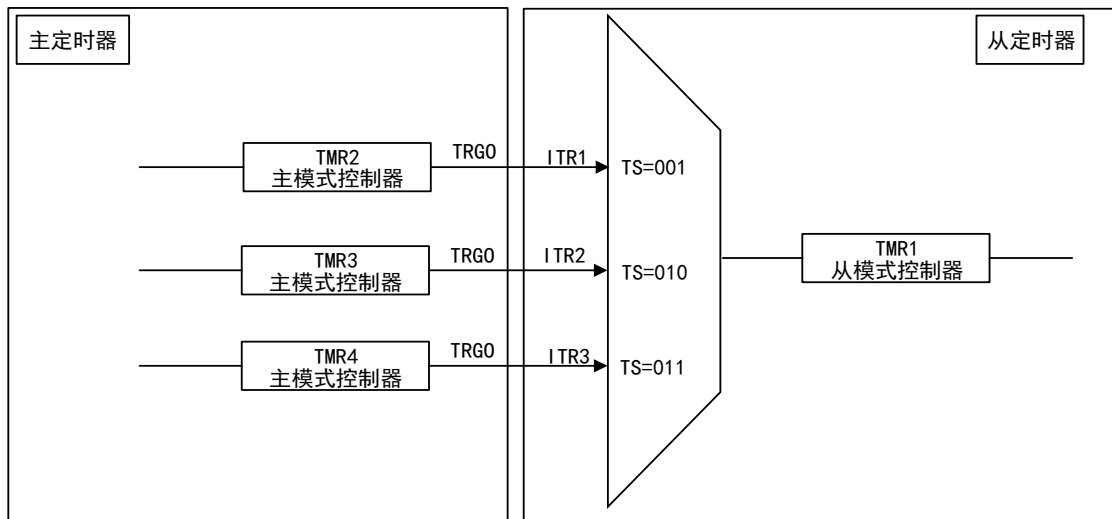 主定时器
从定时器
TMR2
主模式控制器
TRGO
ITR1
TS=001
TMR3
主模式控制器
TRGO
ITR2
TS=010
TMR1
从模式控制器
TMR4
主模式控制器
TRGO
ITR3
TS=011